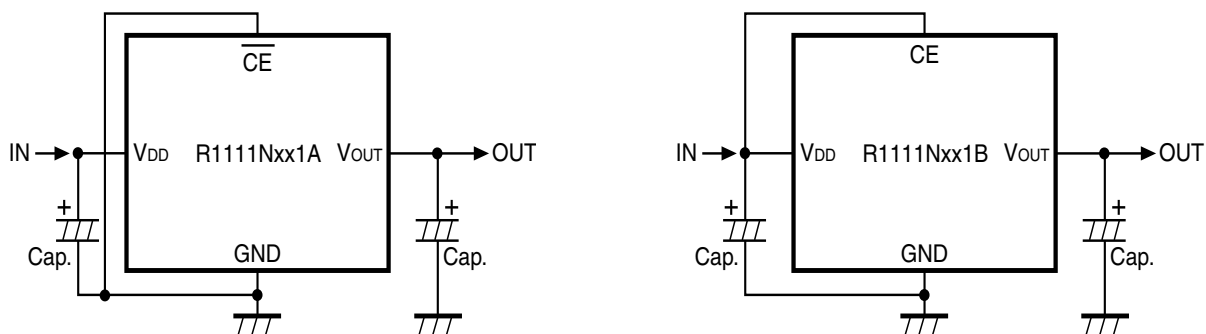 CE
IN
VDD
R1111Nxx1A
VOUT
OUT
+
Cap.
+
Cap.
GND
CE
IN
VDD
R1111Nxx1B
VOUT
OUT
+
Cap.
+
Cap.
GND